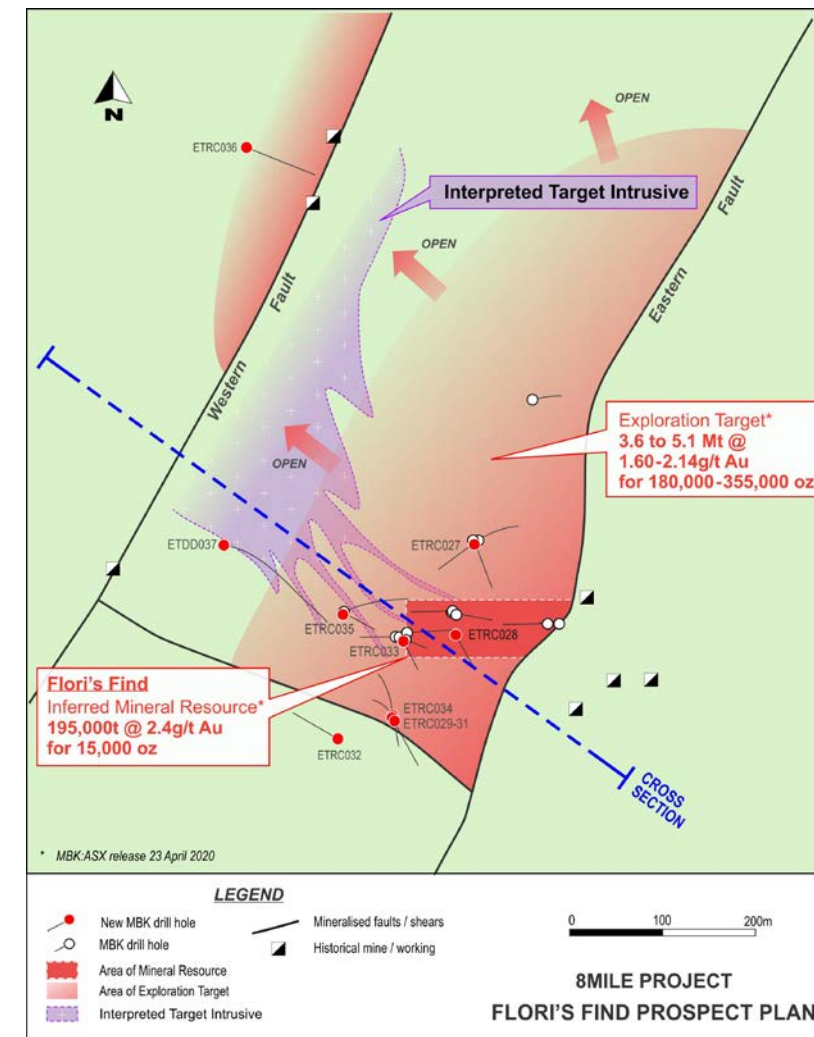 N
OPEN
ETRC036
Interpreted Target Intrusive
OPEN
Eastern Fault
Western Fault
Exploration Target*
3.6 to 5.1 Mt @
1.60-2.14g/t Au
for 180,000-355,000 oz
OPEN
ETDD037
ETRC027
ETRC035
ETRC028
ETRC033
Flori's Find
Inferred Mineral Resource*
195,000t @ 2.4g/t Au
for 15,000 oz
ETRC034
ETRC029-31
ETRC032
CROSS
SECTION
* MBK:ASX release 23 April 2020
LEGEND
New MBK drill hole
MBK drill hole
Area of Mineral Resource
Area of Exploration Target
Interpreted Target Intrusive
Mineralised faults / shears
Historical mine / working
0 100 200m
8MILE PROJECT
FLORI'S FIND PROSPECT PLAN